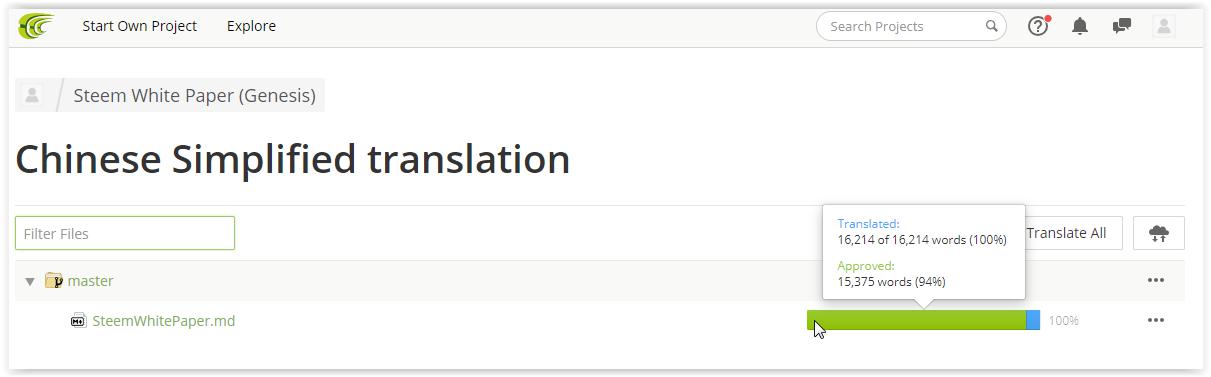 Start Own Project Explore Search Projects
Steem White Paper (Genesis)
Chinese Simplified translation
Filter Files Translate All
Translated:
16,214 of 16,214 words (100%)
Approved:
15,375 words (94%)
master
SteemWhitePaper.md 100%